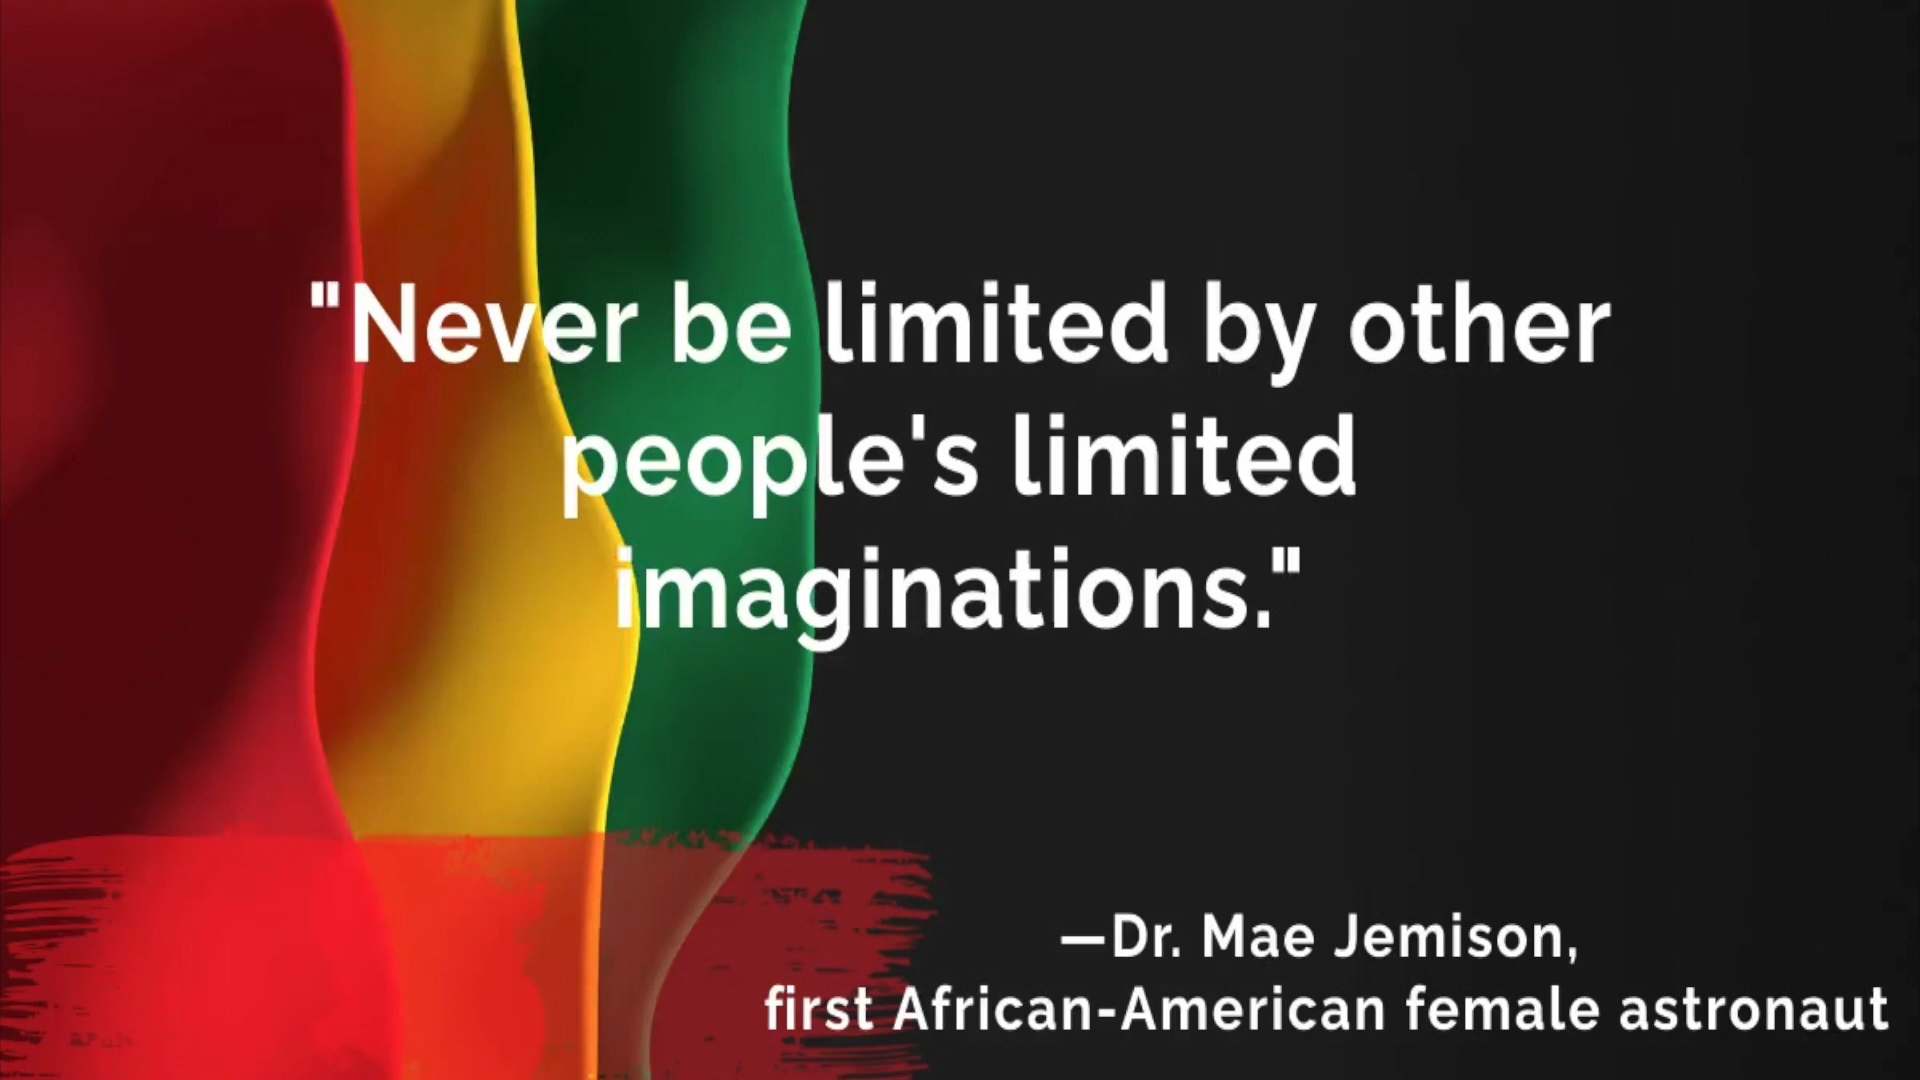 "Never be limited by other
people's limited
imaginations."
—Dr. Mae Jemison,
first African-American female astronaut